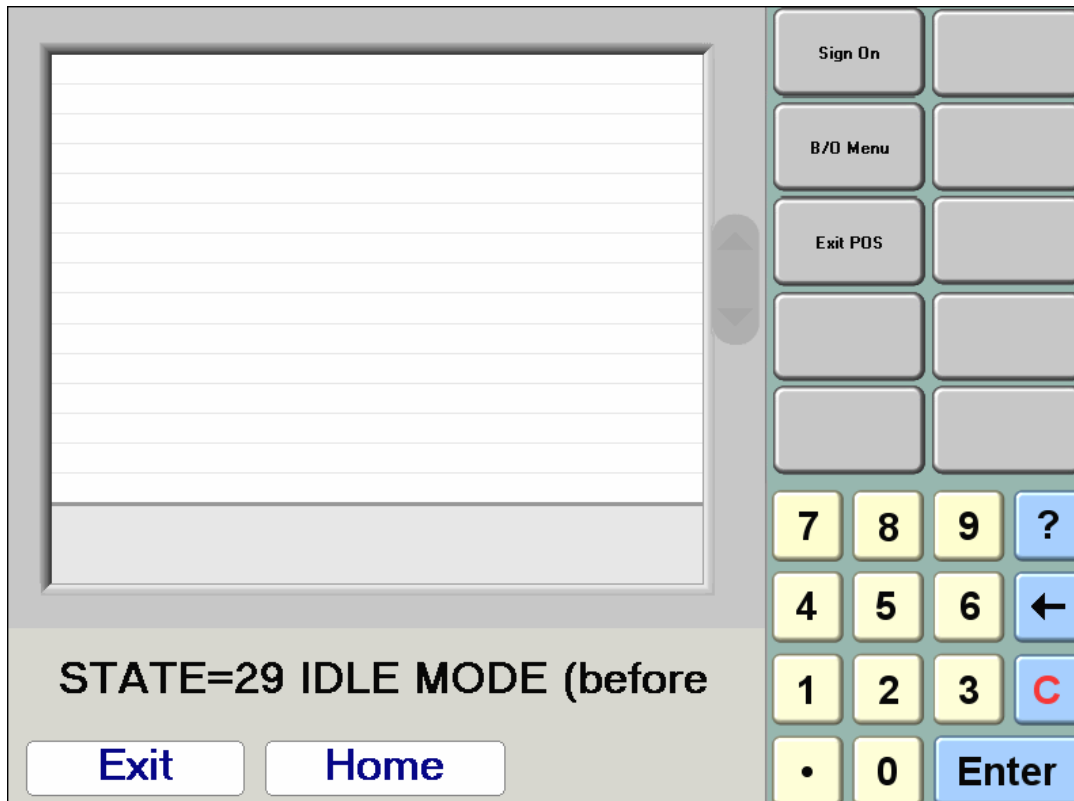 Sign On
B/O Menu
Exit POS
7 8 9 ?
4 5 6 ←
1 2 3 C
. 0 Enter
STATE=29 IDLE MODE (before
Exit Home